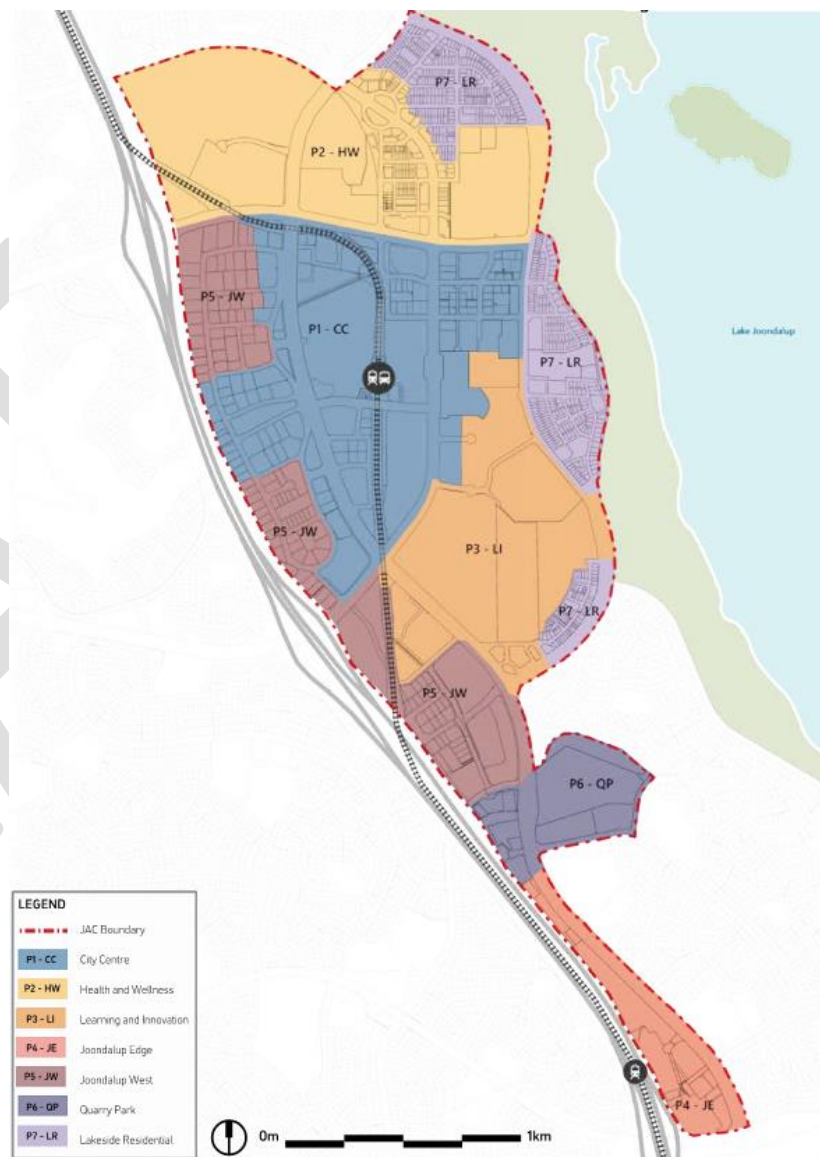 P7 - LR
P2 - HW
P5 - JW
P1 - CC
Lake Joondalup
P7 - LR
P5 - JW
P3 - LI
P7 - LR
P5 - JW
P6 - QP
P4 - JE
LEGEND
JAC Boundary
P1 - CC City Centre
P2 - HW Health and Wellness
P3 - LI Learning and Innovation
P4 - JE Joondalup Edge
P5 - JW Joondalup West
P6 - QP Quarry Park
P7 - LR Lakeside Residential
0m 1km